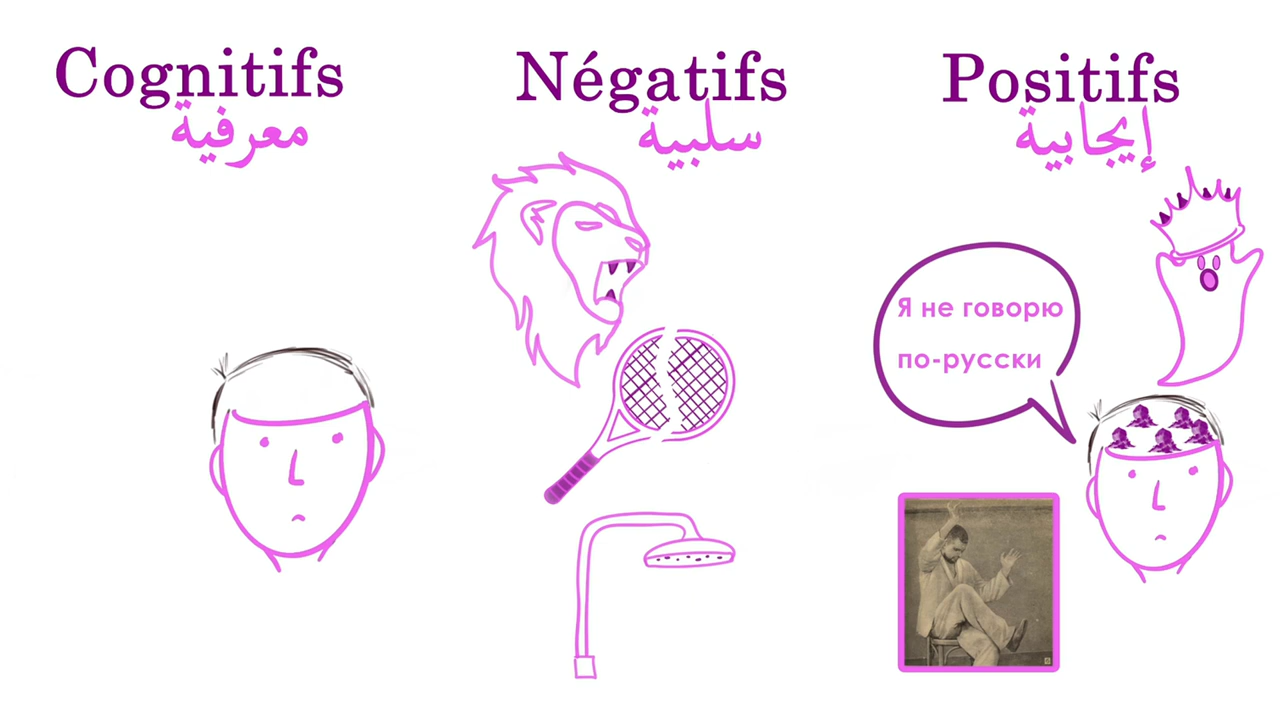 Cognitifs
معرفية
Négatifs
سلبية
Positifs
إيجابية
Я не говорю
по-русски